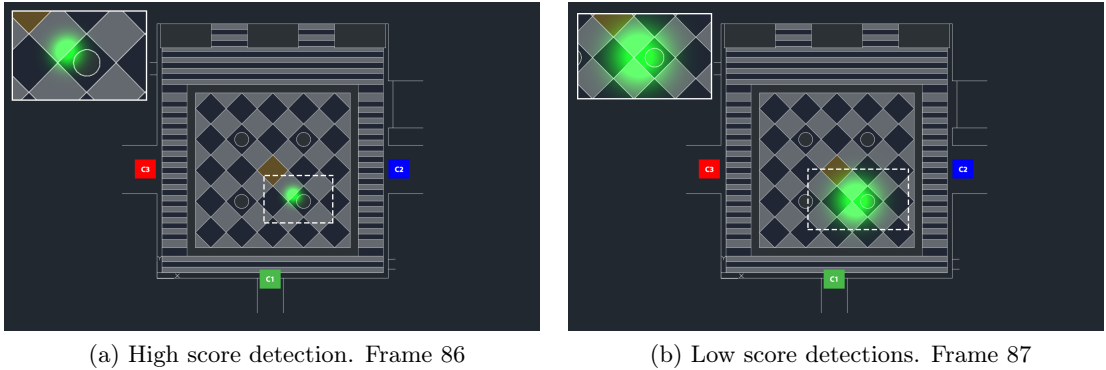 C3
C2
C1
C3
C2
C1
(a) High score detection. Frame 86
(b) Low score detections. Frame 87